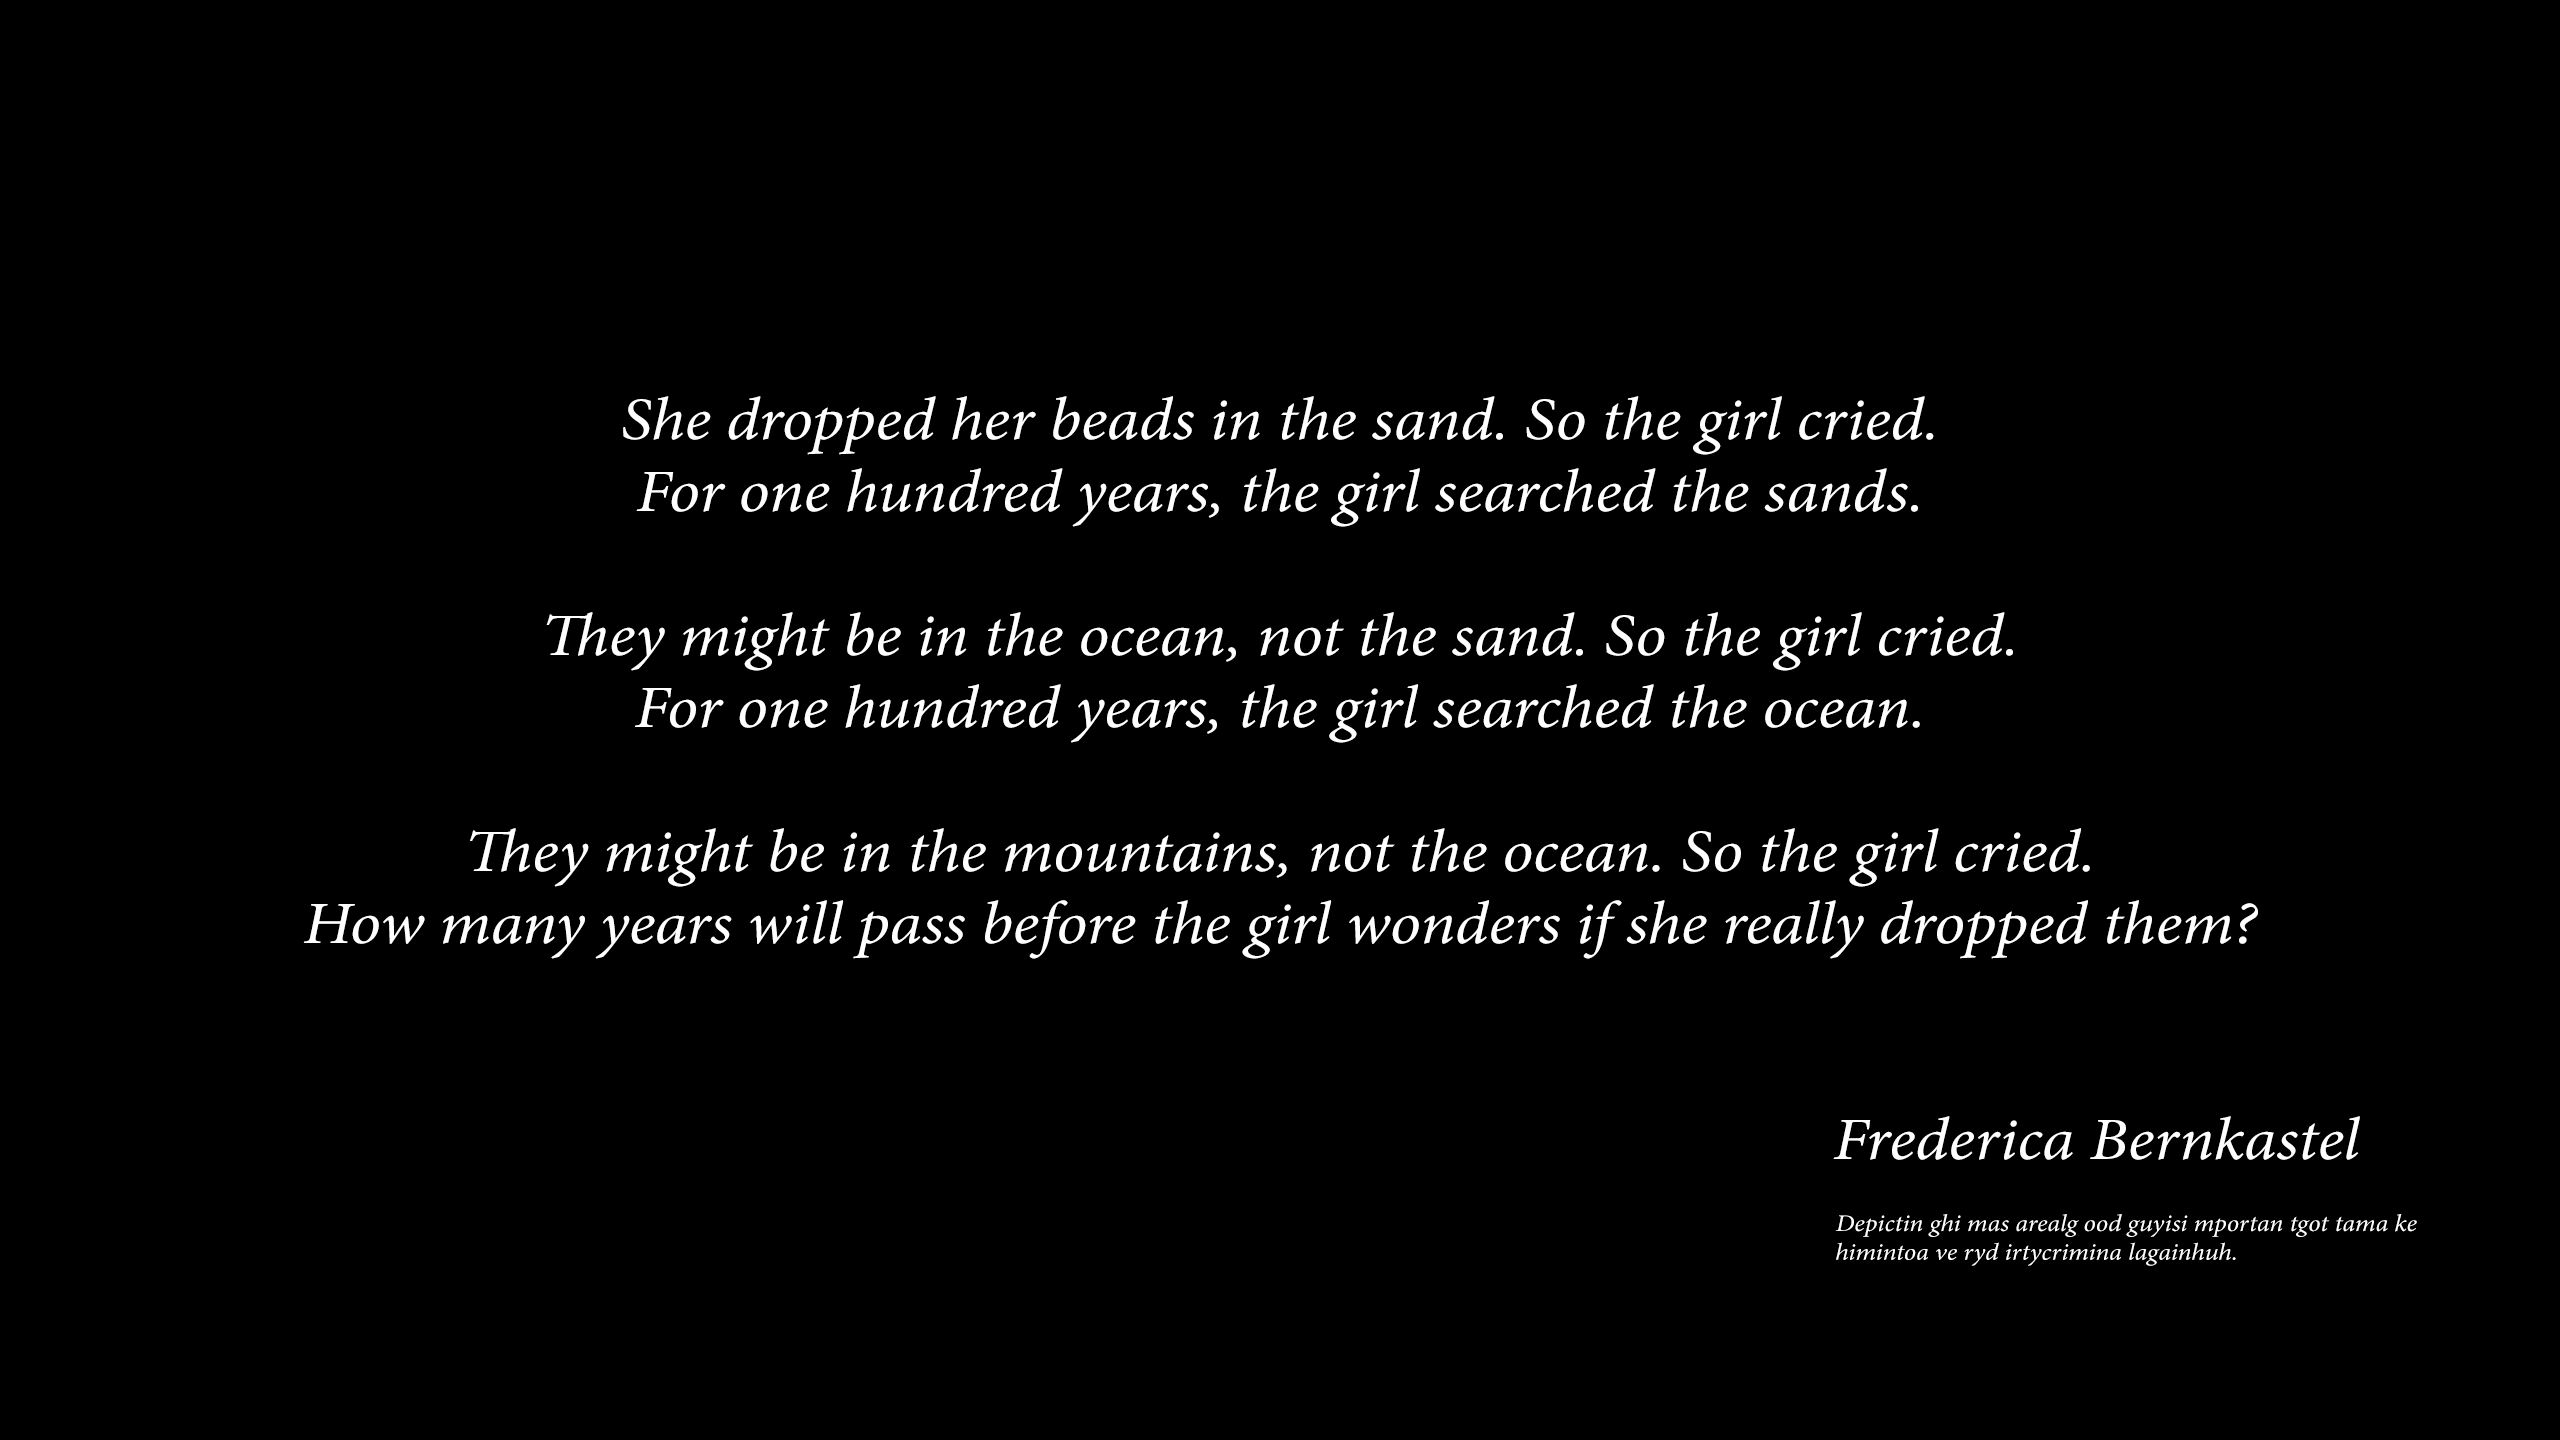 She dropped her beads in the sand. So the girl cried.
For one hundred years, the girl searched the sands.
They might be in the ocean, not the sand. So the girl cried.
For one hundred years, the girl searched the ocean.
They might be in the mountains, not the ocean. So the girl cried.
How many years will pass before the girl wonders if she really dropped them?
Frederica Bernkastel
Depictin ghi mas arealg ood guyisi mportan tgot tama ke
himintoa ve ryd irtycrimina lagainhuh.